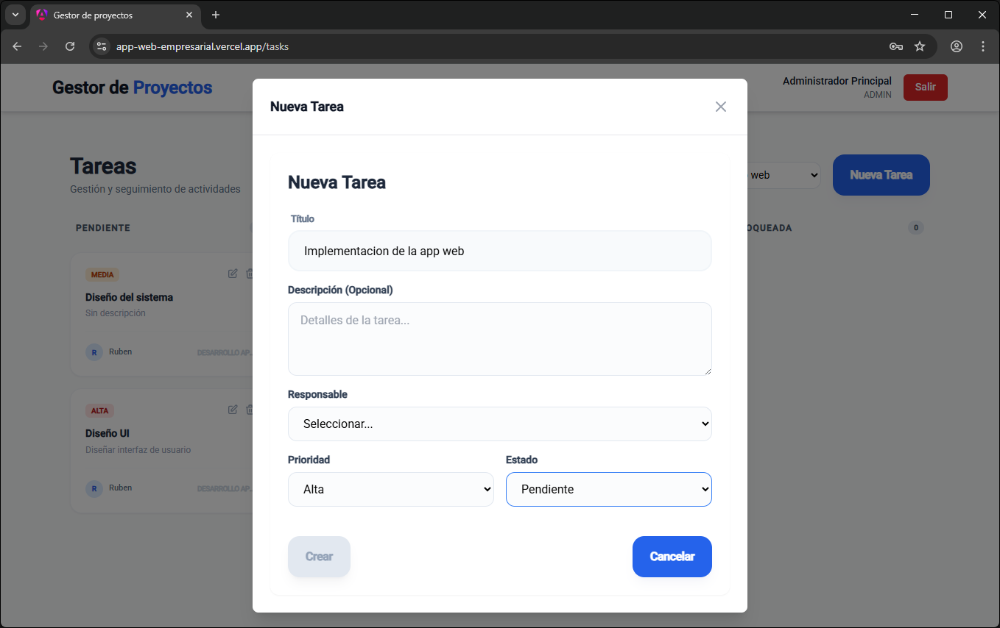 Gestor de proyectos
app-web-empresarial.vercel.app/tasks
Gestor de Proyectos
Administrador Principal
ADMIN
Salir
Nueva Tarea
Tareas
Gestión y seguimiento de actividades
web
Nueva Tarea
PENDIENTE
OQUEADA
0
MEDIA
Diseño del sistema
Sin descripción
R
Ruben
DESARROLLO AP...
ALTA
Diseño UI
Diseñar interfaz de usuario
R
Ruben
DESARROLLO AP...
Nueva Tarea
Título
Implementacion de la app web
Descripción (Opcional)
Detalles de la tarea...
Responsable
Seleccionar...
Prioridad
Estado
Alta
Pendiente
Crear
Cancelar